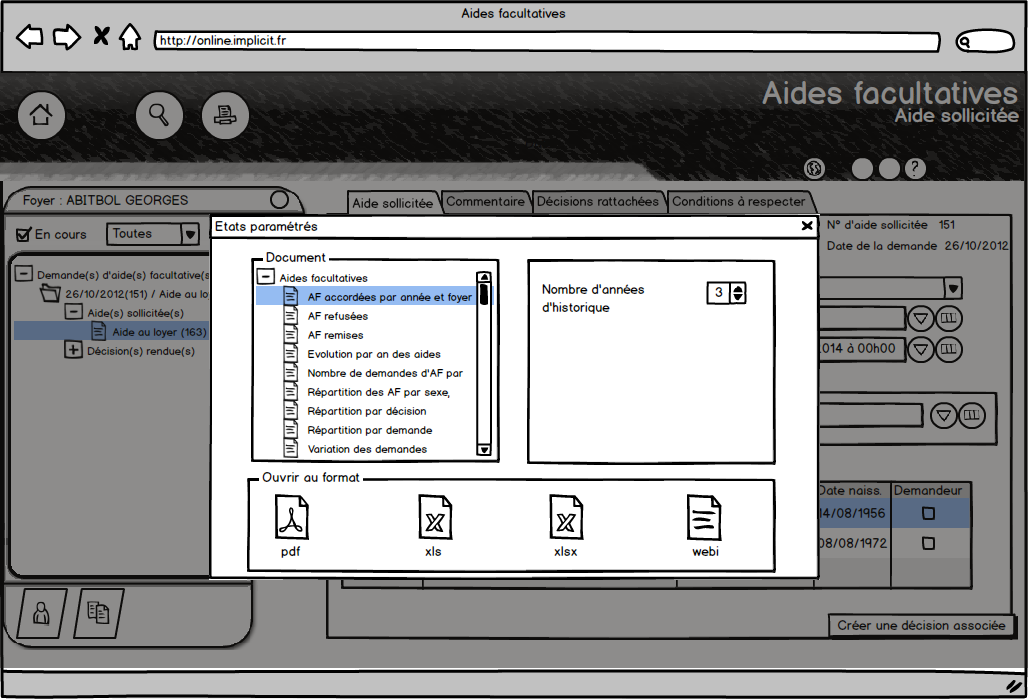 Aides facultatives
http://online.implicit.fr
Aides facultatives
Aide sollicitée
?
Foyer : ABITBOL GEORGES
Aide sollicitée
Commentaire
Décisions rattachées
Conditions à respecter
En cours
Toutes
Demande(s) d'aide(s) facultative(s
26/10/2012(151) / Aide au lo
Aide(s) sollicitée(s)
Aide au loyer (163)
Décision(s) rendue(s)
N° d'aide sollicitée 151
Date de la demande 26/10/2012
Etats paramétrés
Document
Aides facultatives
AF accordées par année et foyer
AF refusées
AF remises
Evolution par an des aides
Nombre de demandes d'AF par
Répartition des AF par sexe,
Répartition par décision
Répartition par demande
Variation des demandes
Nombre d'années
d'historique
3
Ouvrir au format
pdf
xls
xlsx
webi
014 à 00h00
Date naiss.
Demandeur
14/08/1956
08/08/1972
Créer une décision associée